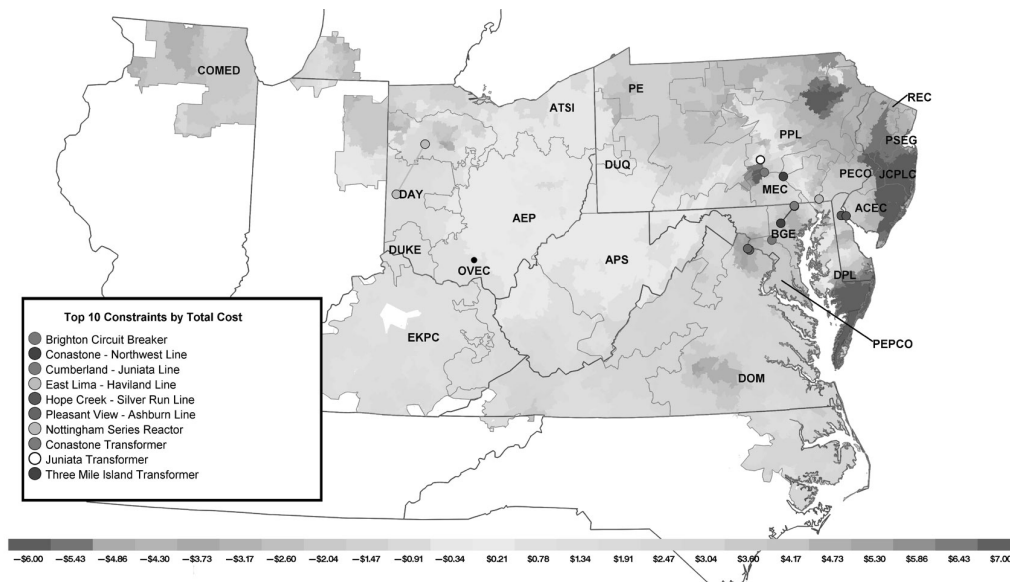 COMED
ATSI
PE
REC
PPL
PSEG
DUQ
PECO
JCPLC
MEC
DAY
ACEC
AEP
BGE
DUKE
APS
OVEC
DPL
PEPCO
EKPC
DOM
Top 10 Constraints by Total Cost
Brighton Circuit Breaker
Conastone - Northwest Line
Cumberland - Juniata Line
East Lima - Haviland Line
Hope Creek - Silver Run Line
Pleasant View - Ashburn Line
Nottingham Series Reactor
Conastone Transformer
Juniata Transformer
Three Mile Island Transformer
–$6.00 –$5.43 –$4.86 –$4.30 –$3.73 –$3.17 –$2.60 –$2.04 –$1.47 –$0.91 –$0.34 $0.21 $0.78 $1.34 $1.91 $2.47 $3.04 $3.60 $4.17 $4.73 $5.30 $5.86 $6.43 $7.00